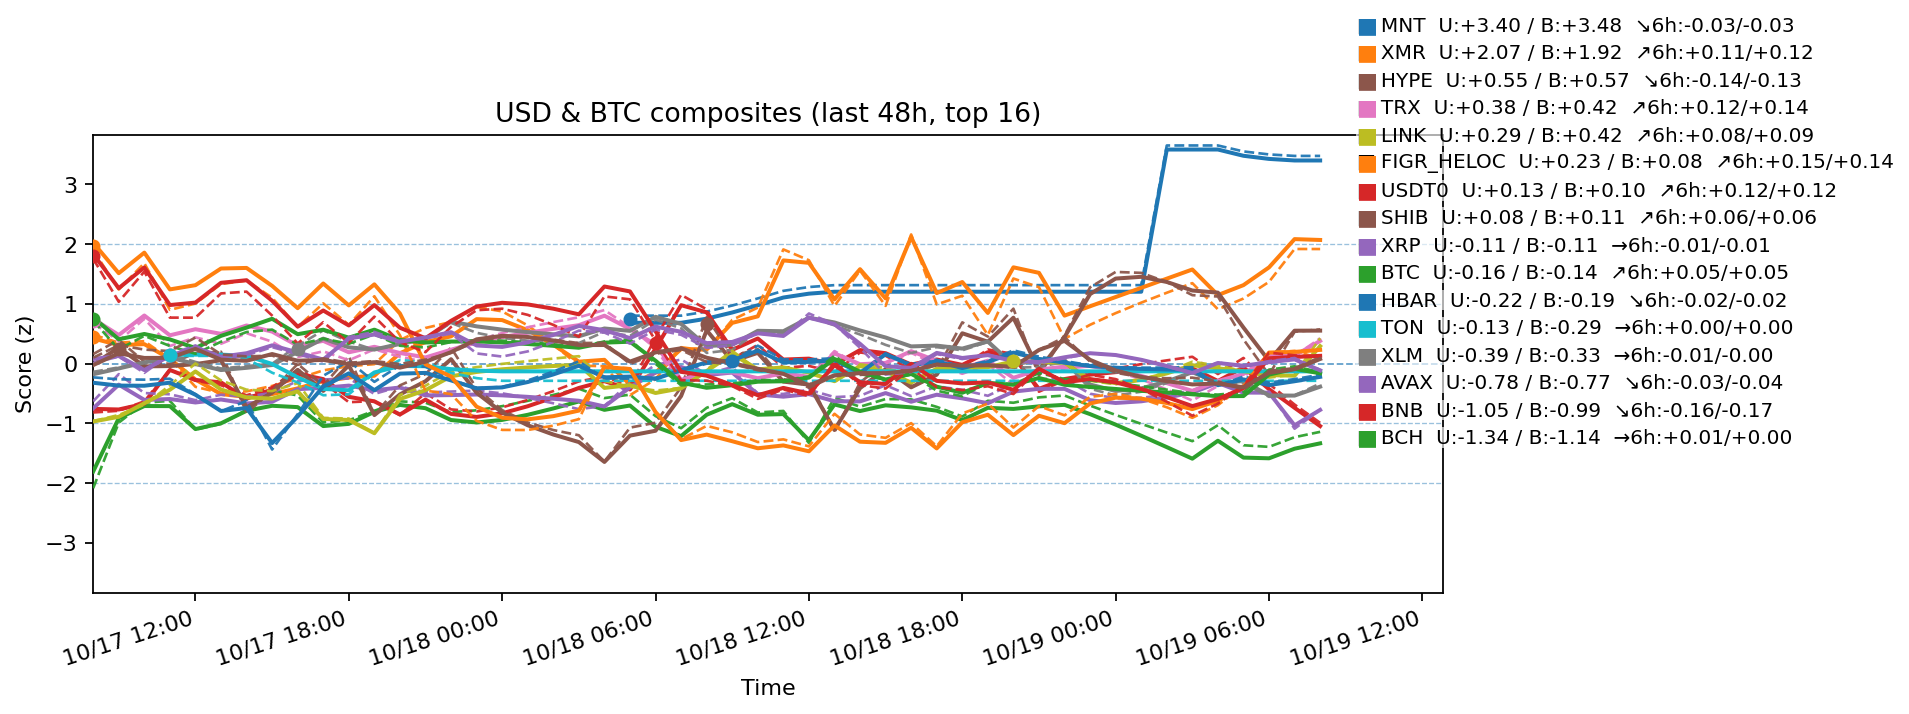 MNT U:+3.40 / B:+3.48 ↘6h:-0.03/-0.03
XMR U:+2.07 / B:+1.92 ↗6h:+0.11/+0.12
HYPE U:+0.55 / B:+0.57 ↘6h:-0.14/-0.13
TRX U:+0.38 / B:+0.42 ↗6h:+0.12/+0.14
LINK U:+0.29 / B:+0.42 ↗6h:+0.08/+0.09
FIGR_HELOC U:+0.23 / B:+0.08 ↗6h:+0.15/+0.14
USDT0 U:+0.13 / B:+0.10 ↗6h:+0.12/+0.12
SHIB U:+0.08 / B:+0.11 ↗6h:+0.06/+0.06
XRP U:-0.11 / B:-0.11 →6h:-0.01/-0.01
BTC U:-0.16 / B:-0.14 ↗6h:+0.05/+0.05
HBAR U:-0.22 / B:-0.19 ↘6h:-0.02/-0.02
TON U:-0.13 / B:-0.29 →6h:+0.00/+0.00
XLM U:-0.39 / B:-0.33 →6h:-0.01/-0.00
AVAX U:-0.78 / B:-0.77 ↘6h:-0.03/-0.04
BNB U:-1.05 / B:-0.99 ↘6h:-0.16/-0.17
BCH U:-1.34 / B:-1.14 →6h:+0.01/+0.00
USD & BTC composites (last 48h, top 16)
Score (z)
3
2
1
0
−1
−2
−3
10/17 12:00
10/17 18:00
10/18 00:00
10/18 06:00
10/18 12:00
10/18 18:00
10/19 00:00
10/19 06:00
10/19 12:00
Time